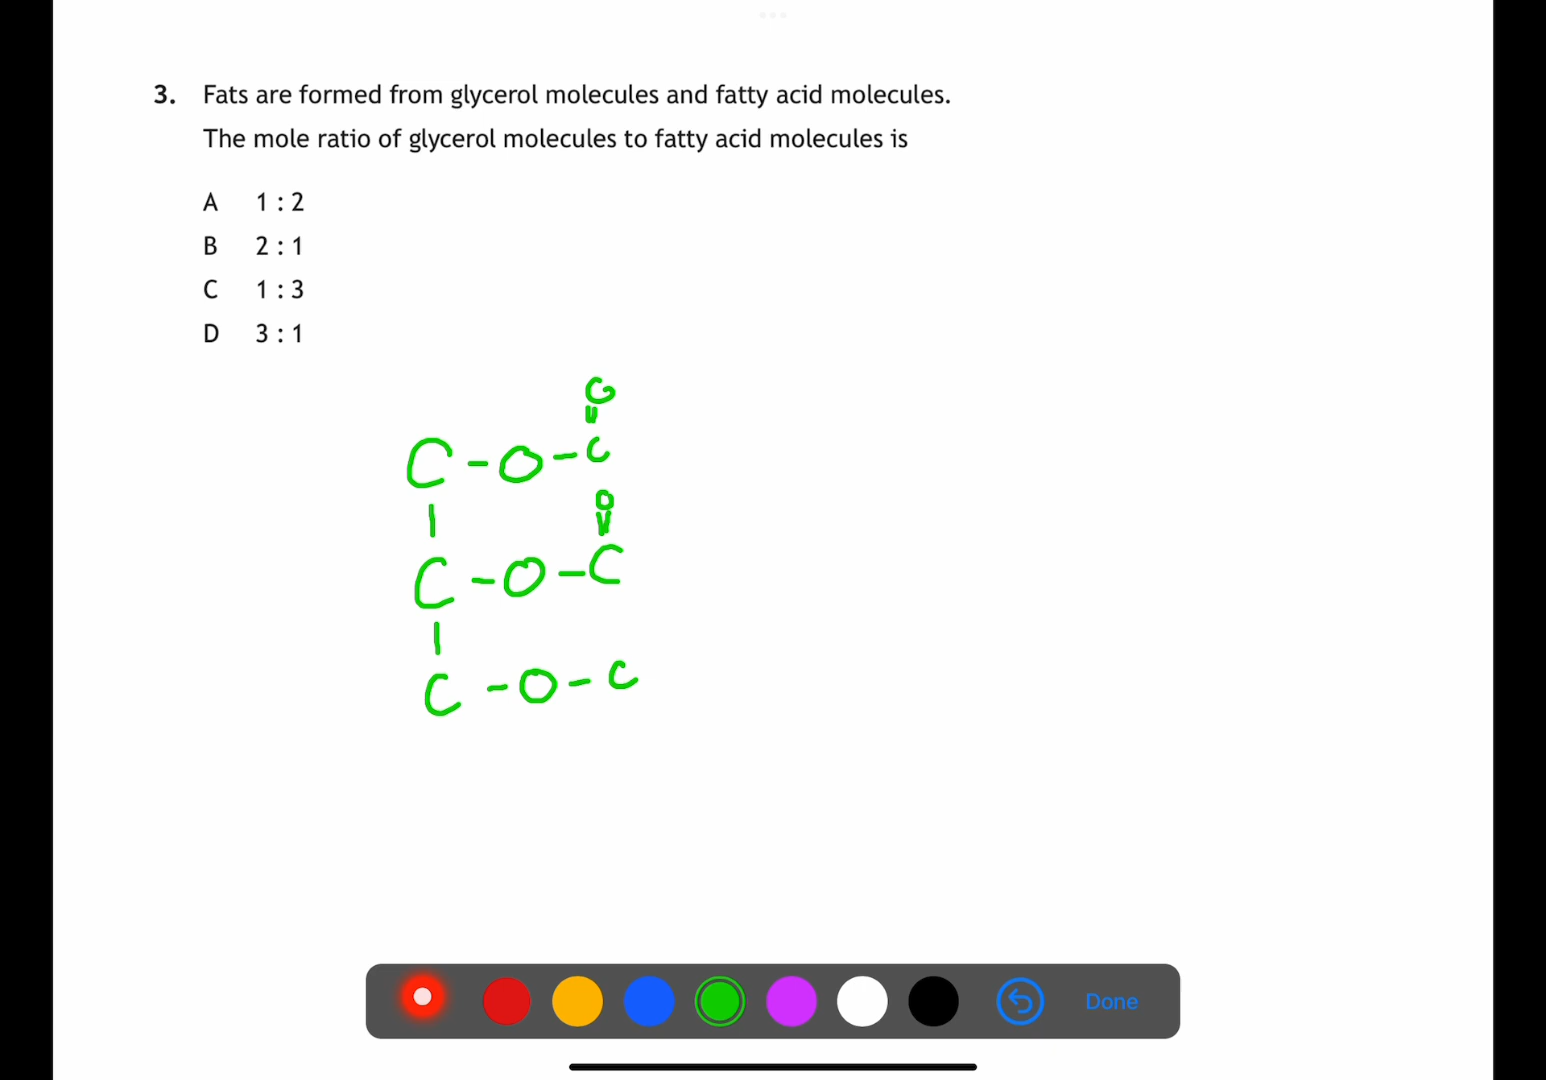 3. Fats are formed from glycerol molecules and fatty acid molecules.
The mole ratio of glycerol molecules to fatty acid molecules is
A 1 : 2
B 2 : 1
C 1 : 3
D 3 : 1
O
C - O - C
O
C - O - C
C - O - C
Done